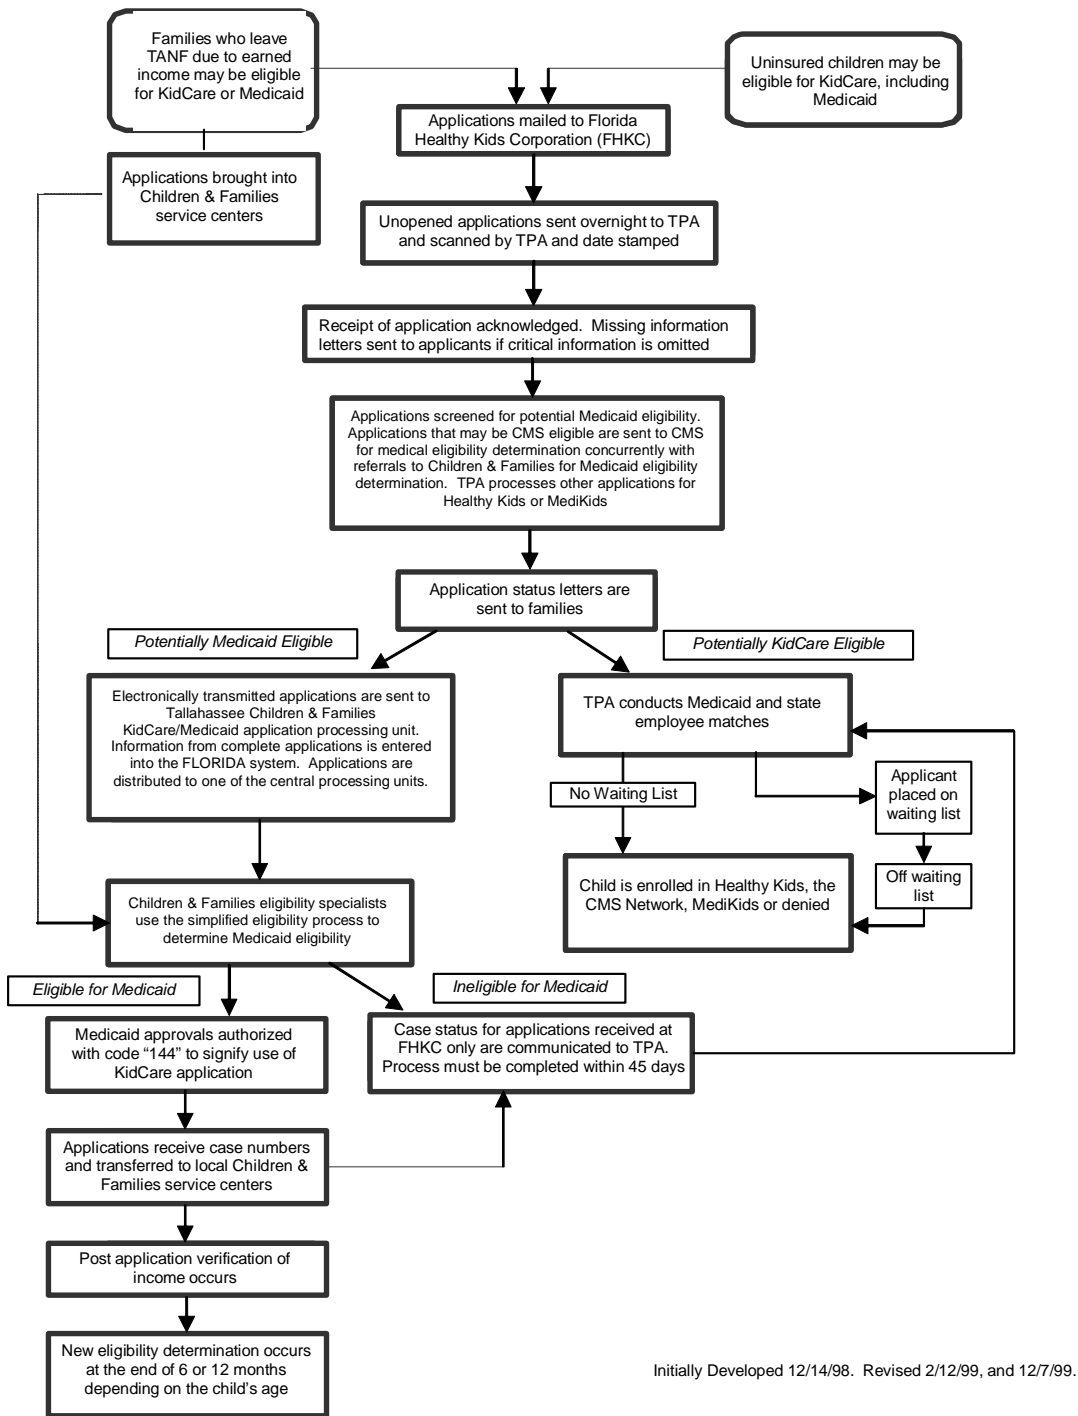 Families who leave
TANF due to earned
income may be eligible
for KidCare or Medicaid
Uninsured children may be
eligible for KidCare, including
Medicaid
Applications mailed to Florida
Healthy Kids Corporation (FHKC)
Applications brought into
Children & Families
service centers
Unopened applications sent overnight to TPA
and scanned by TPA and date stamped
Receipt of application acknowledged.  Missing information
letters sent to applicants if critical information is omitted
Applications screened for potential Medicaid eligibility.
Applications that may be CMS eligible are sent to CMS
for medical eligibility determination concurrently with
referrals to Children & Families for Medicaid eligibility
determination.  TPA processes other applications for
Healthy Kids or MediKids
Application status letters are
sent to families
Potentially Medicaid Eligible
Potentially KidCare Eligible
Electronically transmitted applications are sent to
Tallahassee Children & Families
KidCare/Medicaid application processing unit.
Information from complete applications is entered
into the FLORIDA system.  Applications are
distributed to one of the central processing units.
TPA conducts Medicaid and state
employee matches
No Waiting List
Applicant
placed on
waiting list
Off waiting
list
Child is enrolled in Healthy Kids, the
CMS Network, MediKids or denied
Children & Families eligibility specialists
use the simplified eligibility process to
determine Medicaid eligibility
Eligible for Medicaid
Ineligible for Medicaid
Medicaid approvals authorized
with code “144” to signify use of
KidCare application
Case status for applications received at
FHKC only are communicated to TPA.
Process must be completed within 45 days
Applications receive case numbers
and transferred to local Children &
Families service centers
Post application verification of
income occurs
New eligibility determination occurs
at the end of 6 or 12 months
depending on the child’s age
Initially Developed 12/14/98.  Revised 2/12/99, and 12/7/99.